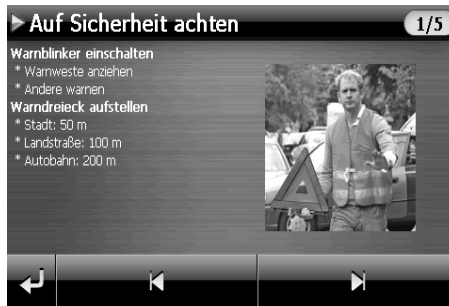 Auf Sicherheit achten
1/5
Warnblinker einschalten
* Warnweste anziehen
* Andere warnen
Warndreieck aufstellen
* Stadt: 50 m
* Landstraße: 100 m
* Autobahn: 200 m